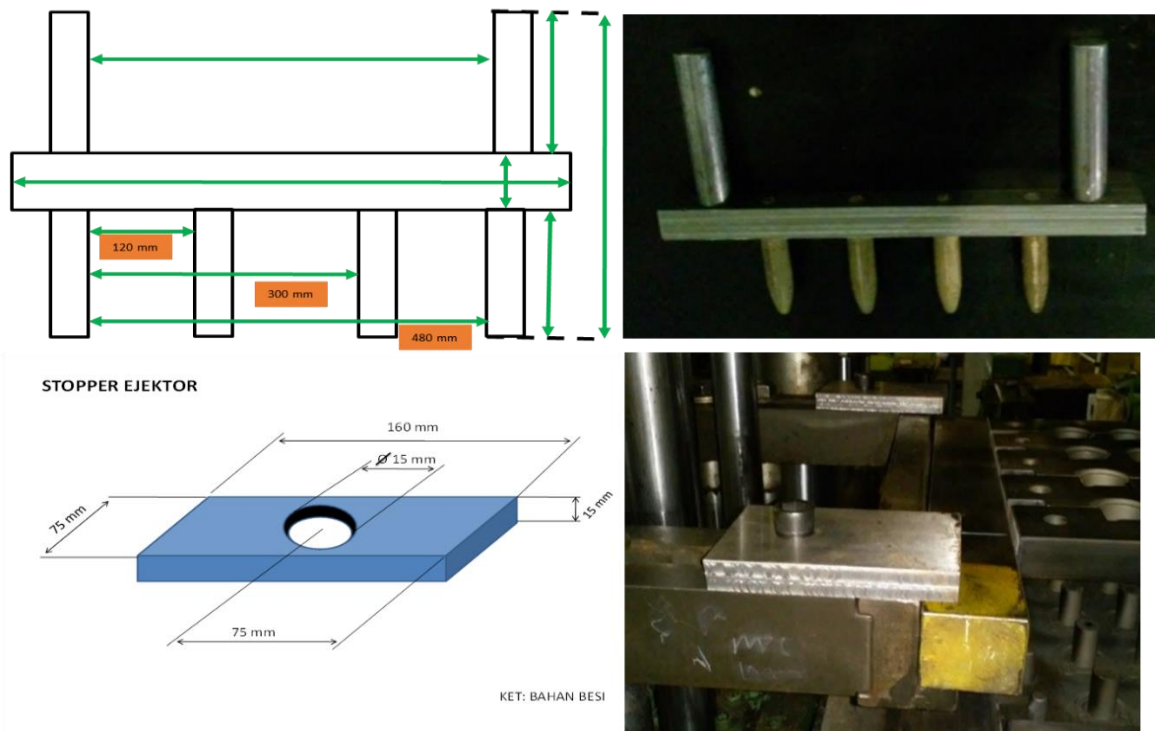 120 mm
300 mm
480 mm
STOPPER EJEKTOR
160 mm
Ø 15 mm
75 mm
15 mm
75 mm
KET: BAHAN BESI